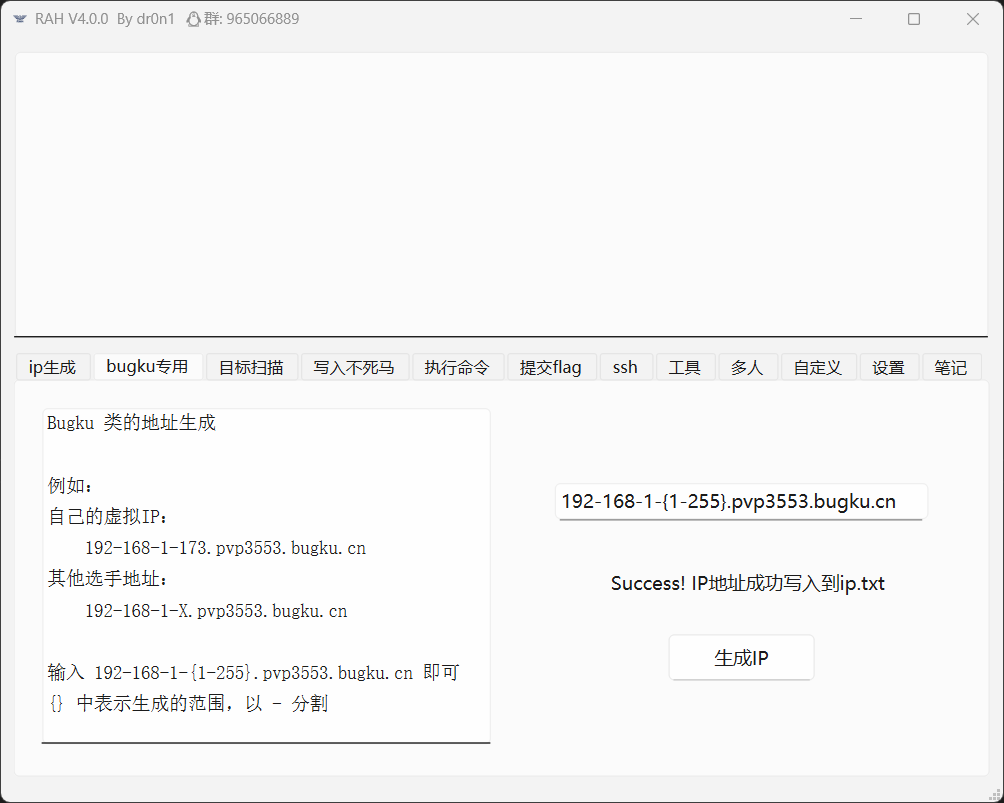 RAH V4.0.0 By dr0n1 群: 965066889
ip生成 bugku专用 目标扫描 写入不死马 执行命令 提交flag ssh 工具 多人 自定义 设置 笔记
Bugku 类的地址生成
例如:
自己的虚拟IP:
192-168-1-173.pvp3553.bugku.cn
其他选手地址:
192-168-1-X.pvp3553.bugku.cn
输入 192-168-1-{1-255}.pvp3553.bugku.cn 即可
{} 中表示生成的范围，以 - 分割
192-168-1-{1-255}.pvp3553.bugku.cn
Success! IP地址成功写入到ip.txt
生成IP